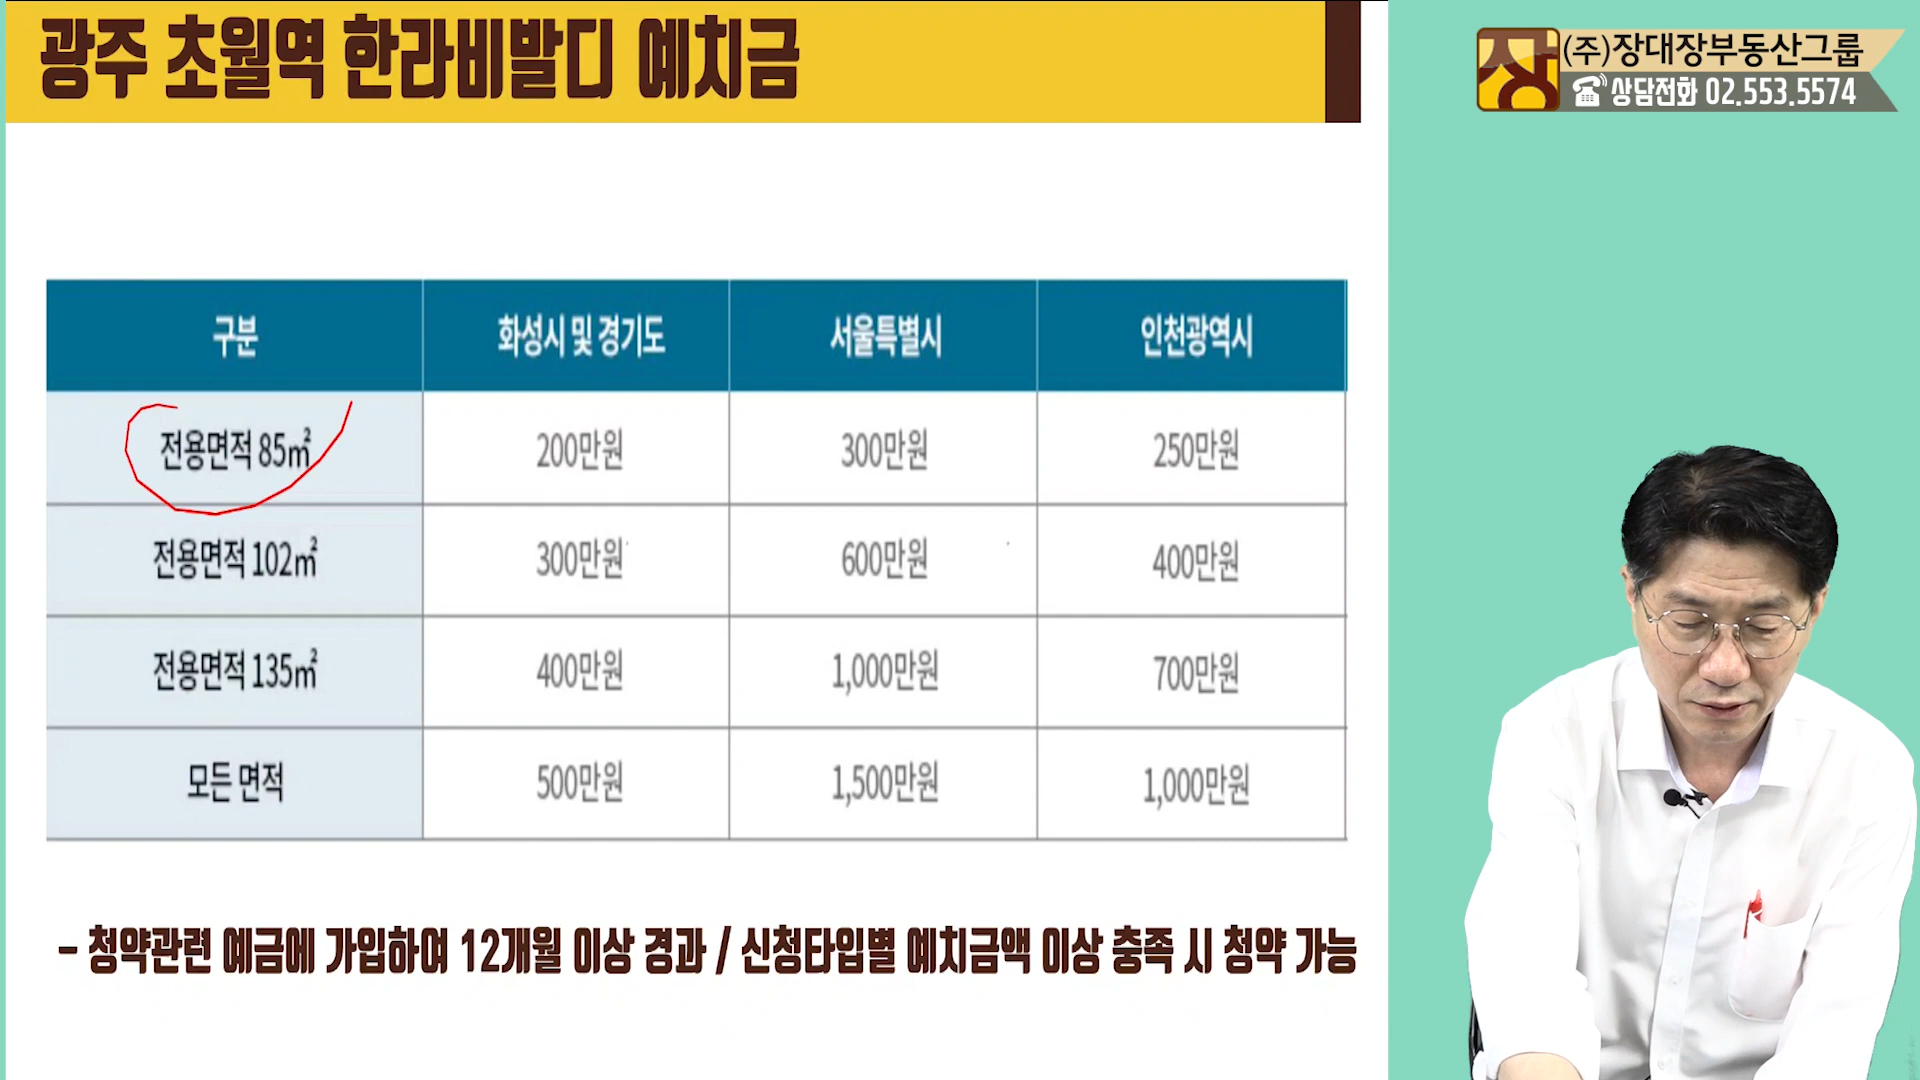 광주 초월역 한라비발디 예치금
(주)장대장부동산그룹
상담전화 02.553.5574
구분 화성시 및 경기도 서울특별시 인천광역시
전용면적 85㎡ 200만원 300만원 250만원
전용면적 102㎡ 300만원 600만원 400만원
전용면적 135㎡ 400만원 1,000만원 700만원
모든 면적 500만원 1,500만원 1,000만원
- 청약관련 예금에 가입하여 12개월 이상 경과 / 신청타입별 예치금액 이상 충족 시 청약 가능